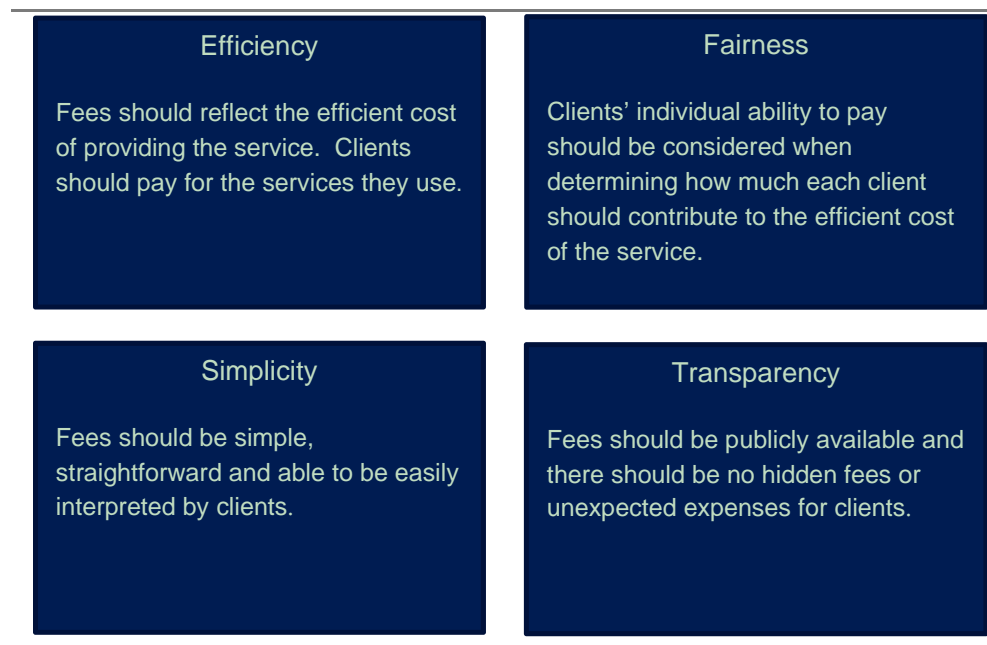 Efficiency
Fees should reflect the efficient cost
of providing the service.  Clients
should pay for the services they use.
Fairness
Clients’ individual ability to pay
should be considered when
determining how much each client
should contribute to the efficient cost
of the service.
Simplicity
Fees should be simple,
straightforward and able to be easily
interpreted by clients.
Transparency
Fees should be publicly available and
there should be no hidden fees or
unexpected expenses for clients.